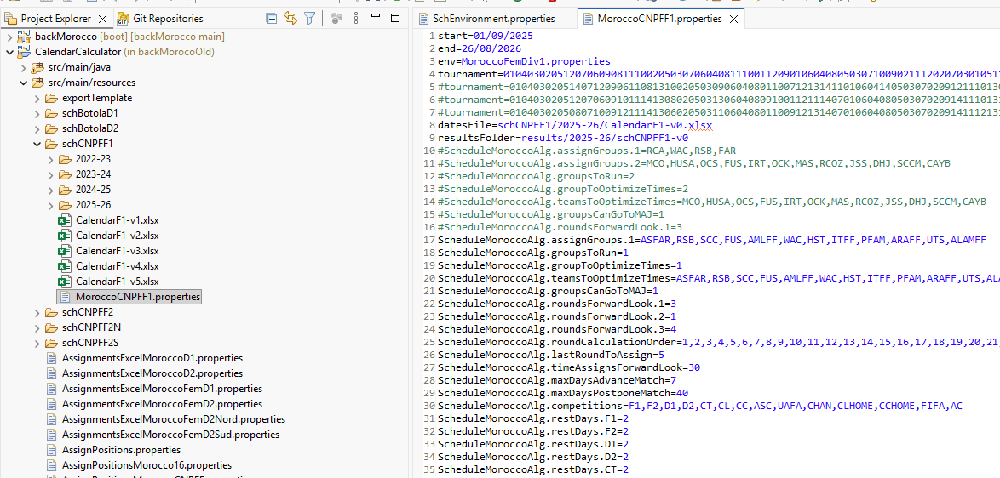 Project Explorer
Git Repositories
backMorocco [boot] [backMorocco main]
CalendarCalculator (in backMorocoOld)
src/main/java
src/main/resources
exportTemplate
schBotolaD1
schBotolaD2
schCNPFF1
2022-23
2023-24
2024-25
2025-26
CalendarF1-v1.xlsx
CalendarF1-v2.xlsx
CalendarF1-v3.xlsx
CalendarF1-v4.xlsx
CalendarF1-v5.xlsx
MoroccoCNPFF1.properties
schCNPFF2
schCNPFF2N
schCNPFF2S
AssignmentsExcelMoroccoD1.properties
AssignmentsExcelMoroccoD2.properties
AssignmentsExcelMoroccoFemD1.properties
AssignmentsExcelMoroccoFemD2.properties
AssignmentsExcelMoroccoFemD2Nord.properties
AssignmentsExcelMoroccoFemD2Sud.properties
AssignPositions.properties
AssignPositionsMorocco16.properties
SchEnvironment.properties
MoroccoCNPFF1.properties
1 start=01/09/2025
2 end=26/08/2026
3 env=MoroccoFemDiv1.properties
4 tournament=
5 #tournament=
6 #tournament=
7 #tournament=
8 datesFile=schCNPFF1/2025-26/CalendarF1-v0.xlsx
9 resultsFolder=results/2025-26/schCNPFF1-v0
10 #ScheduleMoroccoAlg.assignGroups.1=RCA,WAC,RSB,FAR
11 #ScheduleMoroccoAlg.assignGroups.2=MCO,HUSA,OCS,FUS,IRT,OCK,MAS,RCOZ,JSS,DHJ,SCCM,CAYB
12 #ScheduleMoroccoAlg.groupsToRun=2
13 #ScheduleMoroccoAlg.groupToOptimizeTimes=2
14 #ScheduleMoroccoAlg.teamsToOptimizeTimes=MCO,HUSA,OCS,FUS,IRT,OCK,MAS,RCOZ,JSS,DHJ,SCCM,CAYB
15 #ScheduleMoroccoAlg.groupsCanGoToMAJ=1
16 #ScheduleMoroccoAlg.roundsForwardLook.1=3
17 ScheduleMoroccoAlg.assignGroups.1=ASFAR,RSB,SCC,FUS,AMLFF,WAC,HST,ITFF,PFAM,ARAFF,UTS,ALAMFF
18 ScheduleMoroccoAlg.groupsToRun=1
19 ScheduleMoroccoAlg.groupToOptimizeTimes=1
20 ScheduleMoroccoAlg.teamsToOptimizeTimes=ASFAR,RSB,SCC,FUS,AMLFF,WAC,HST,ITFF,PFAM,ARAFF,UTS,ALA
21 ScheduleMoroccoAlg.groupsCanGoToMAJ=1
22 ScheduleMoroccoAlg.roundsForwardLook.1=3
23 ScheduleMoroccoAlg.roundsForwardLook.2=1
24 ScheduleMoroccoAlg.roundsForwardLook.3=4
25 ScheduleMoroccoAlg.roundCalculationOrder=1,2,3,4,5,6,7,8,9,10,11,12,13,14,15,16,17,18,19,20,21,
26 ScheduleMoroccoAlg.lastRoundToAssign=5
27 ScheduleMoroccoAlg.timeAssignsForwardLook=30
28 ScheduleMoroccoAlg.maxDaysAdvanceMatch=7
29 ScheduleMoroccoAlg.maxDaysPostponeMatch=40
30 ScheduleMoroccoAlg.competitions=F1,F2,D1,D2,CT,CL,CC,ASC,UAFA,CHAN,CLHOME,CCHOME,FIFA,AC
31 ScheduleMoroccoAlg.restDays.F1=2
32 ScheduleMoroccoAlg.restDays.F2=2
33 ScheduleMoroccoAlg.restDays.D1=2
34 ScheduleMoroccoAlg.restDays.D2=2
35 ScheduleMoroccoAlg.restDays.CT=2